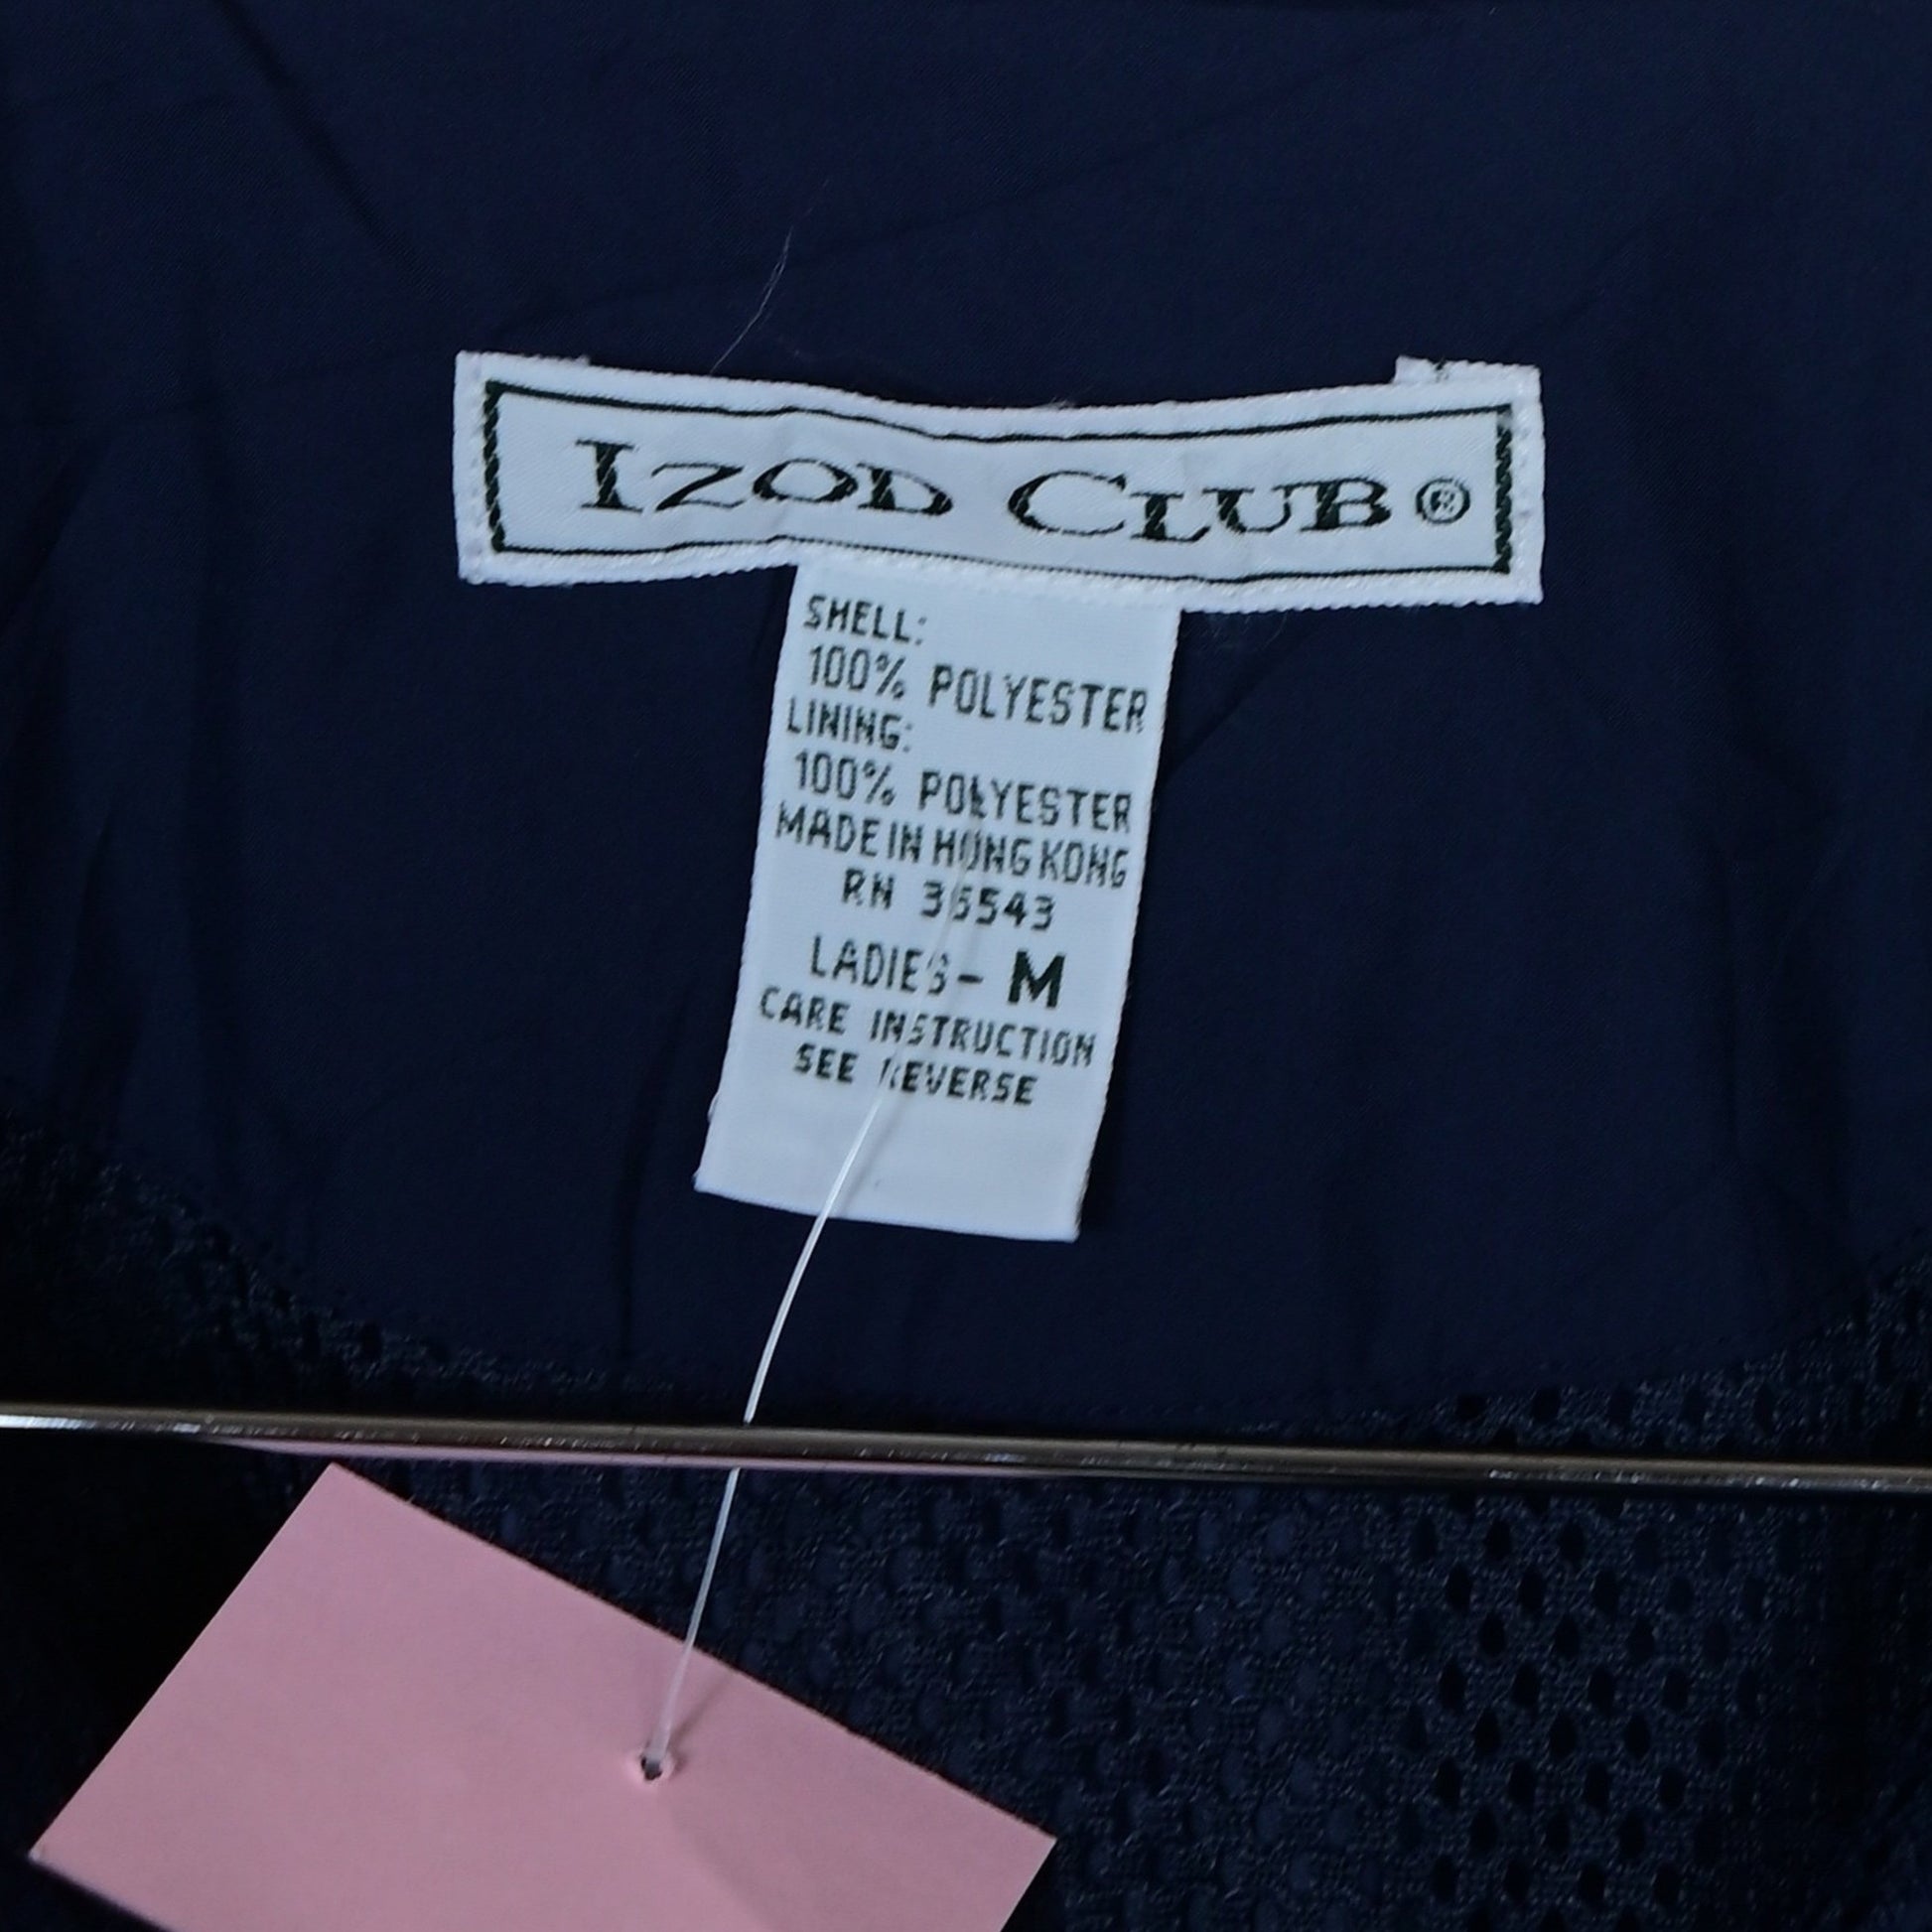 IZOD CLUB®
SHELL:
100% POLYESTER
LINING:
100% POLYESTER
MADE IN HONG KONG
RN 36543
LADIES- M
CARE INSTRUCTION
SEE REVERSE